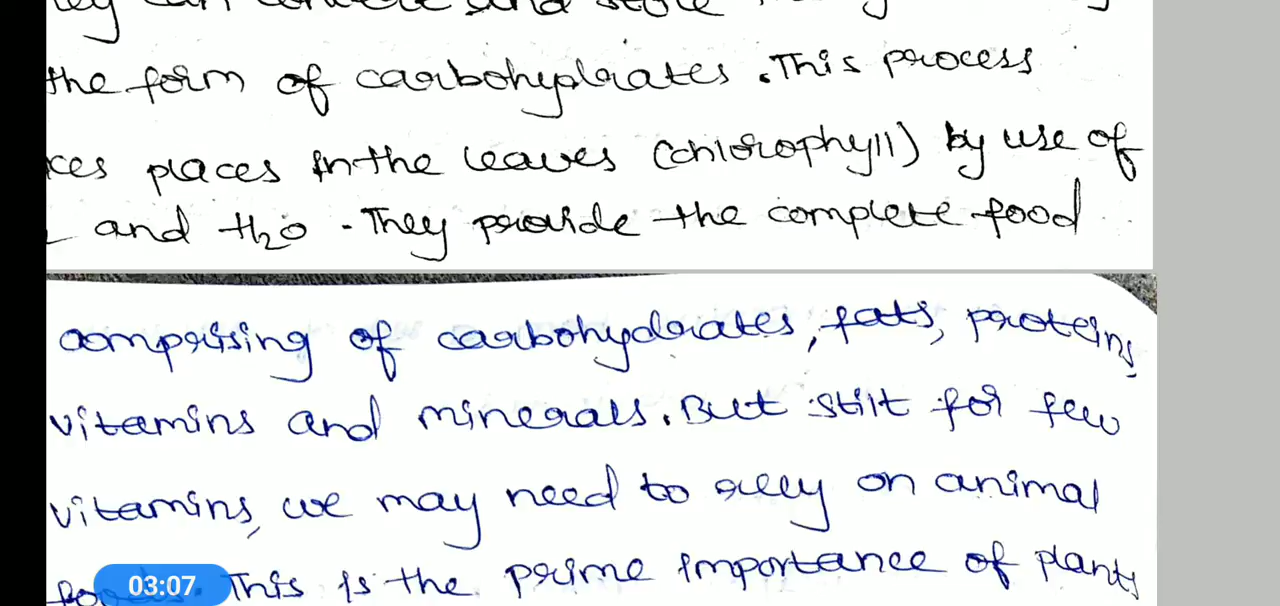 the form of carbohydrates. This process
places in the leaves (chlorophyll) by use of
and H2O. They provide the complete food
comprising of carbohydrates, fats, proteins,
vitamins and minerals. But still for few
vitamins, we may need to rely on animal
03:07 This is the prime importance of plants